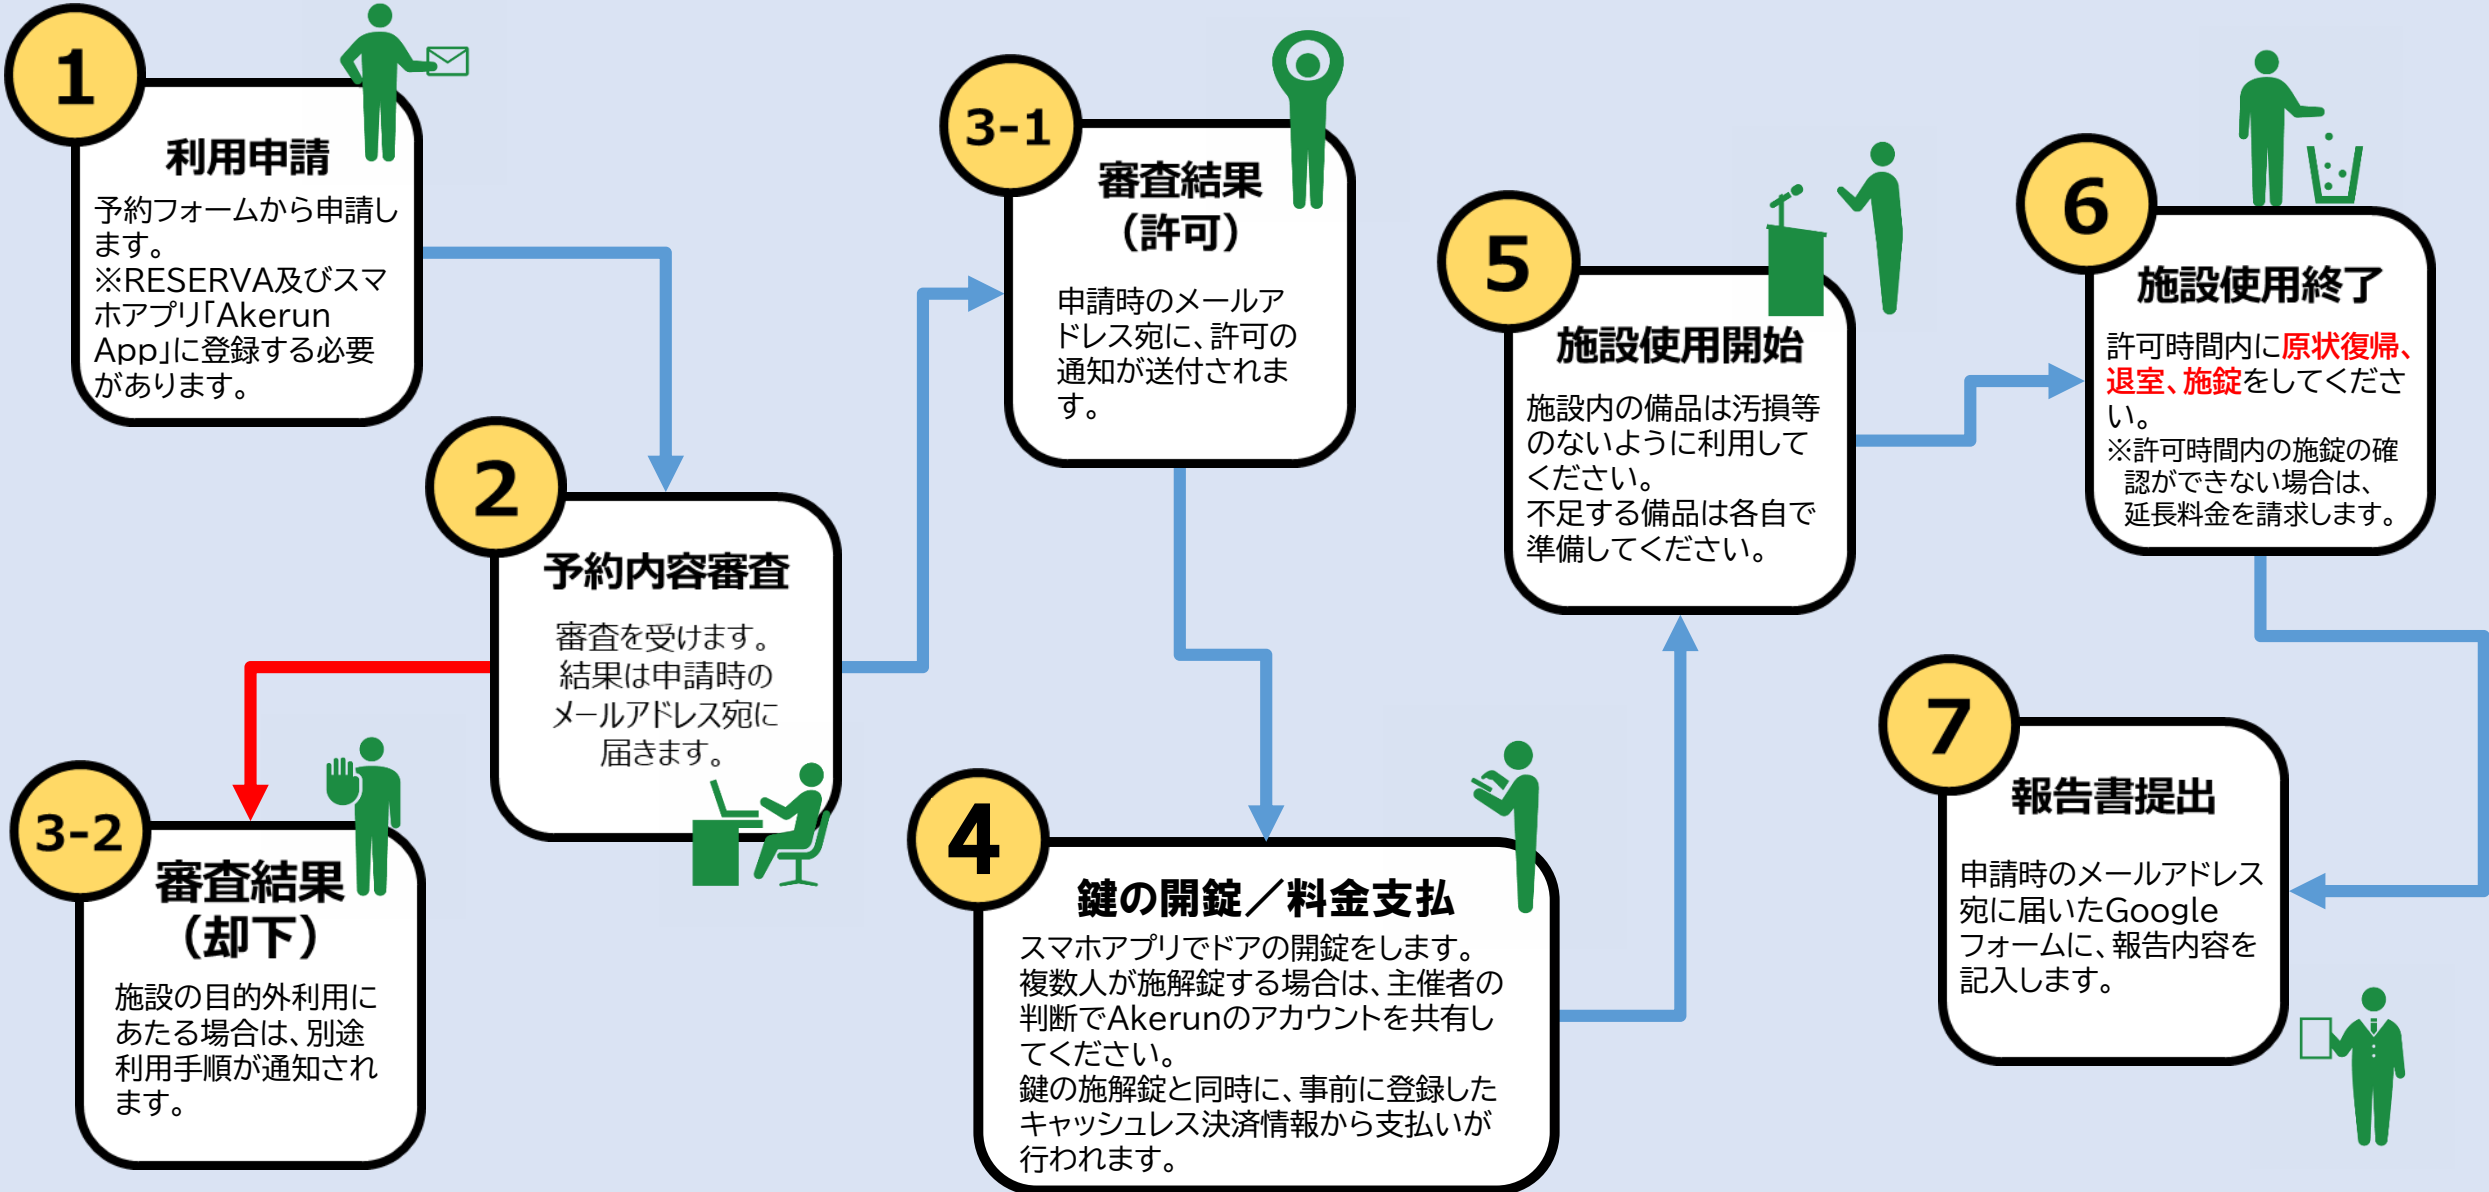 1
利用申請
予約フォームから申請し
ます。
※RESERVA及びスマ
ホアプリ「Akerun
App」に登録する必要
があります。
2
予約内容審査
審査を受けます。
結果は申請時の
メールアドレス宛に
届きます。
3-1
審査結果
（許可）
申請時のメールア
ドレス宛に、許可の
通知が送付されま
す。
3-2
審査結果
（却下）
施設の目的外利用に
あたる場合は、別途
利用手順が通知され
ます。
4
鍵の開錠／料金支払
スマホアプリでドアの開錠をします。
複数人が施解錠する場合は、主催者の
判断でAkerunのアカウントを共有し
てください。
鍵の施解錠と同時に、事前に登録した
キャッシュレス決済情報から支払いが
行われます。
5
施設使用開始
施設内の備品は汚損等
のないように利用して
ください。
不足する備品は各自で
準備してください。
6
施設使用終了
許可時間内に原状復帰、
退室、施錠をしてくださ
い。
※許可時間内の施錠の確
認ができない場合は、
延長料金を請求します。
7
報告書提出
申請時のメールアドレス
宛に届いたGoogle
フォームに、報告内容を
記入します。